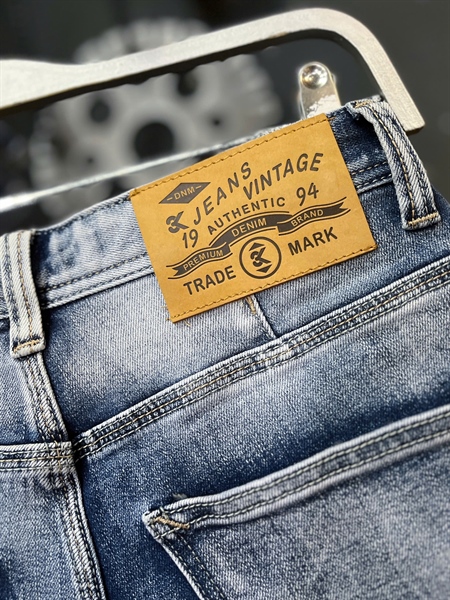 -DNM-
JEANS
VINTAGE
19 AUTHENTIC 94
PREMIUM DENIM BRAND
TRADE MARK